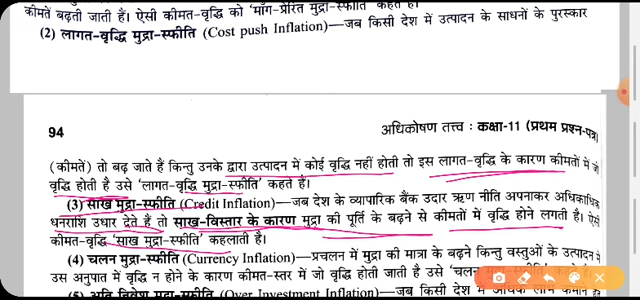 कीमतें बढ़ती जाती हैं। ऐसी कीमत-वृद्धि को 'माँग-प्रेरित मुद्रा-स्फीति' कहते हैं।
(2) लागत-वृद्धि मुद्रा-स्फीति (Cost push Inflation)—जब किसी देश में उत्पादन के साधनों के पुरस्कार
94 अधिकोषण तत्त्व : कक्षा-11 (प्रथम प्रश्न-पत्र)
(कीमतें) तो बढ़ जाते हैं किन्तु उनके द्वारा उत्पादन में कोई वृद्धि नहीं होती तो इस लागत-वृद्धि के कारण कीमतों में जो
वृद्धि होती है उसे 'लागत-वृद्धि मुद्रा-स्फीति' कहते हैं।
(3) साख मुद्रा-स्फीति (Credit Inflation)—जब देश के व्यापारिक बैंक उदार ऋण नीति अपनाकर अधिकाधिक
धनराशि उधार देते हैं तो साख-विस्तार के कारण मुद्रा की पूर्ति के बढ़ने से कीमतों में वृद्धि होने लगती है। ऐसी
कीमत-वृद्धि 'साख मुद्रा-स्फीति' कहलाती है।
(4) चलन मुद्रा-स्फीति (Currency Inflation)—प्रचलन में मुद्रा की मात्रा के बढ़ने किन्तु वस्तुओं के उत्पादन में
उस अनुपात में वृद्धि न होने के कारण कीमत-स्तर में जो वृद्धि होती जाती है उसे 'चलन
(5) अति निवेश मुद्रा-स्फीति (Over Investment Inflation)—जब किसी देश में